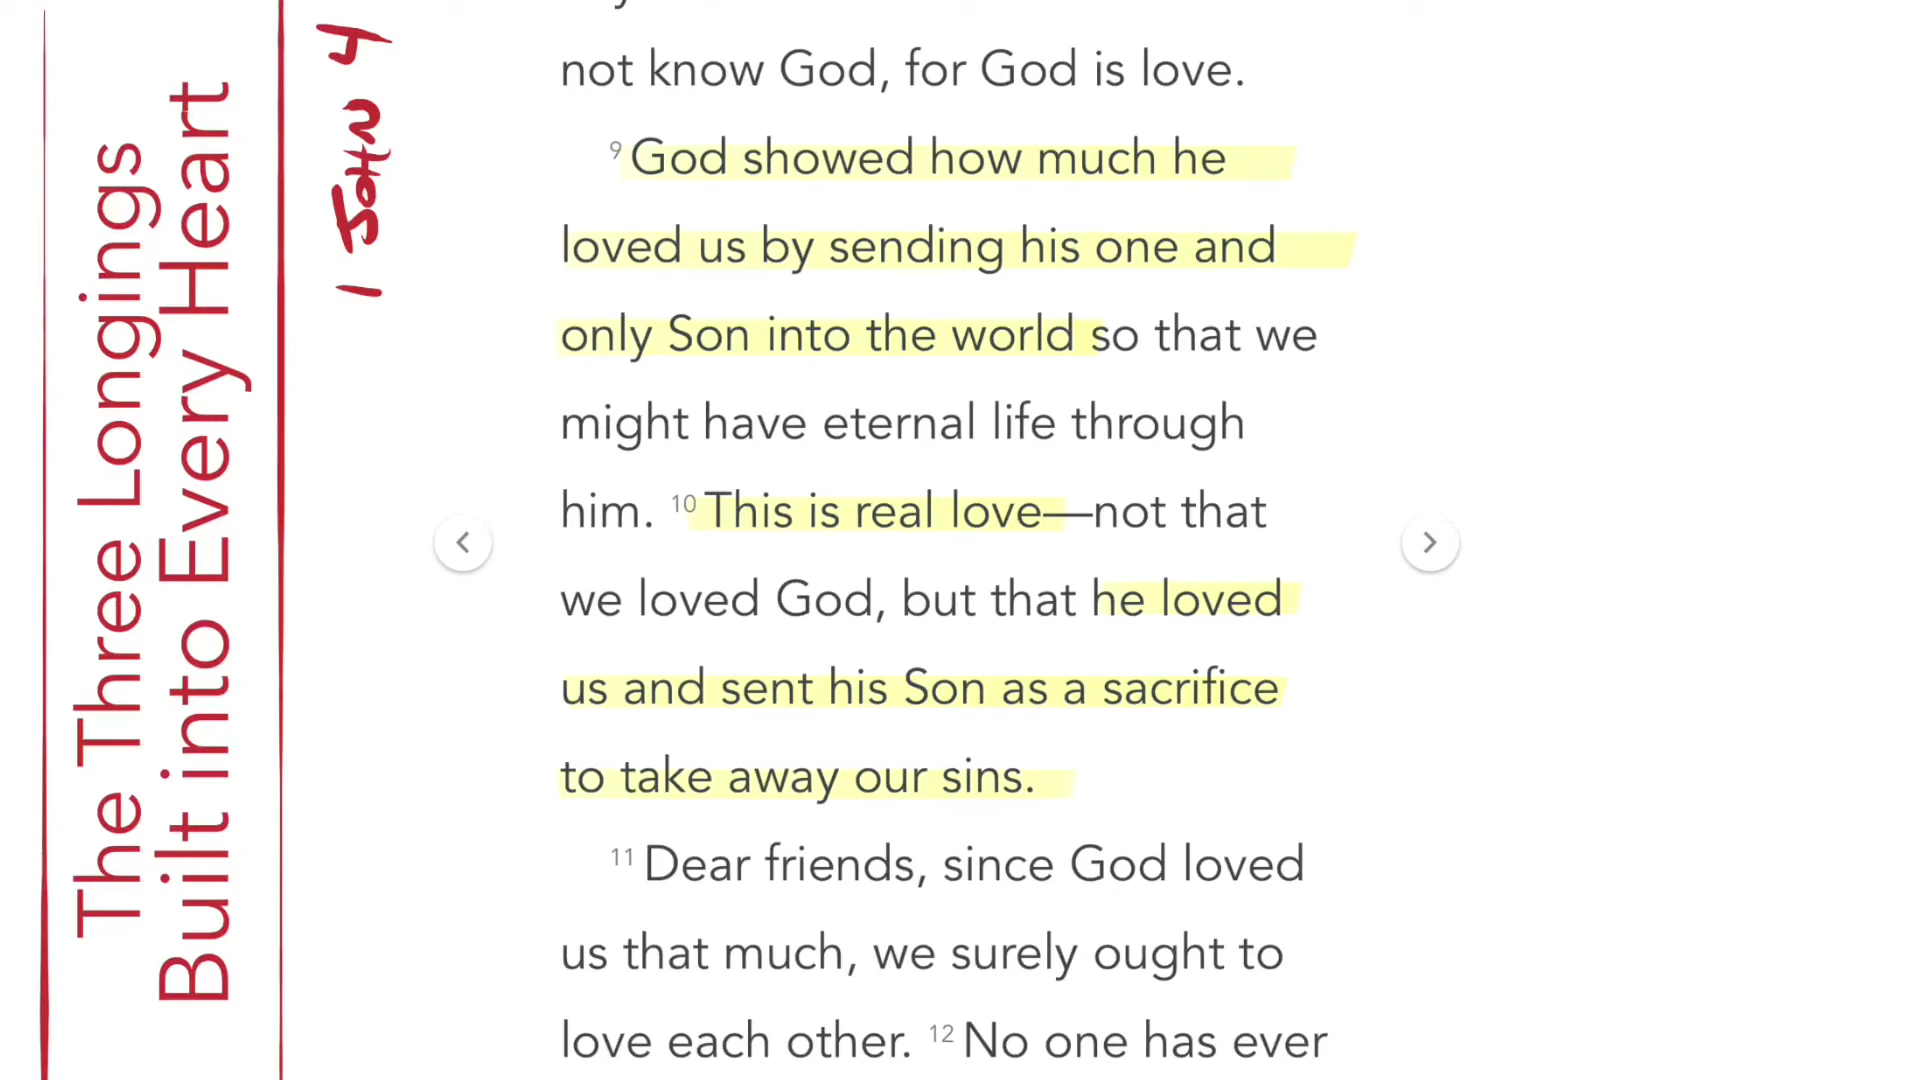 The Three Longings
Built into Every Heart
1 JOHN 4
not know God, for God is love.
9 God showed how much he
loved us by sending his one and
only Son into the world so that we
might have eternal life through
him. 10 This is real love—not that
we loved God, but that he loved
us and sent his Son as a sacrifice
to take away our sins.
11 Dear friends, since God loved
us that much, we surely ought to
love each other. 12 No one has ever